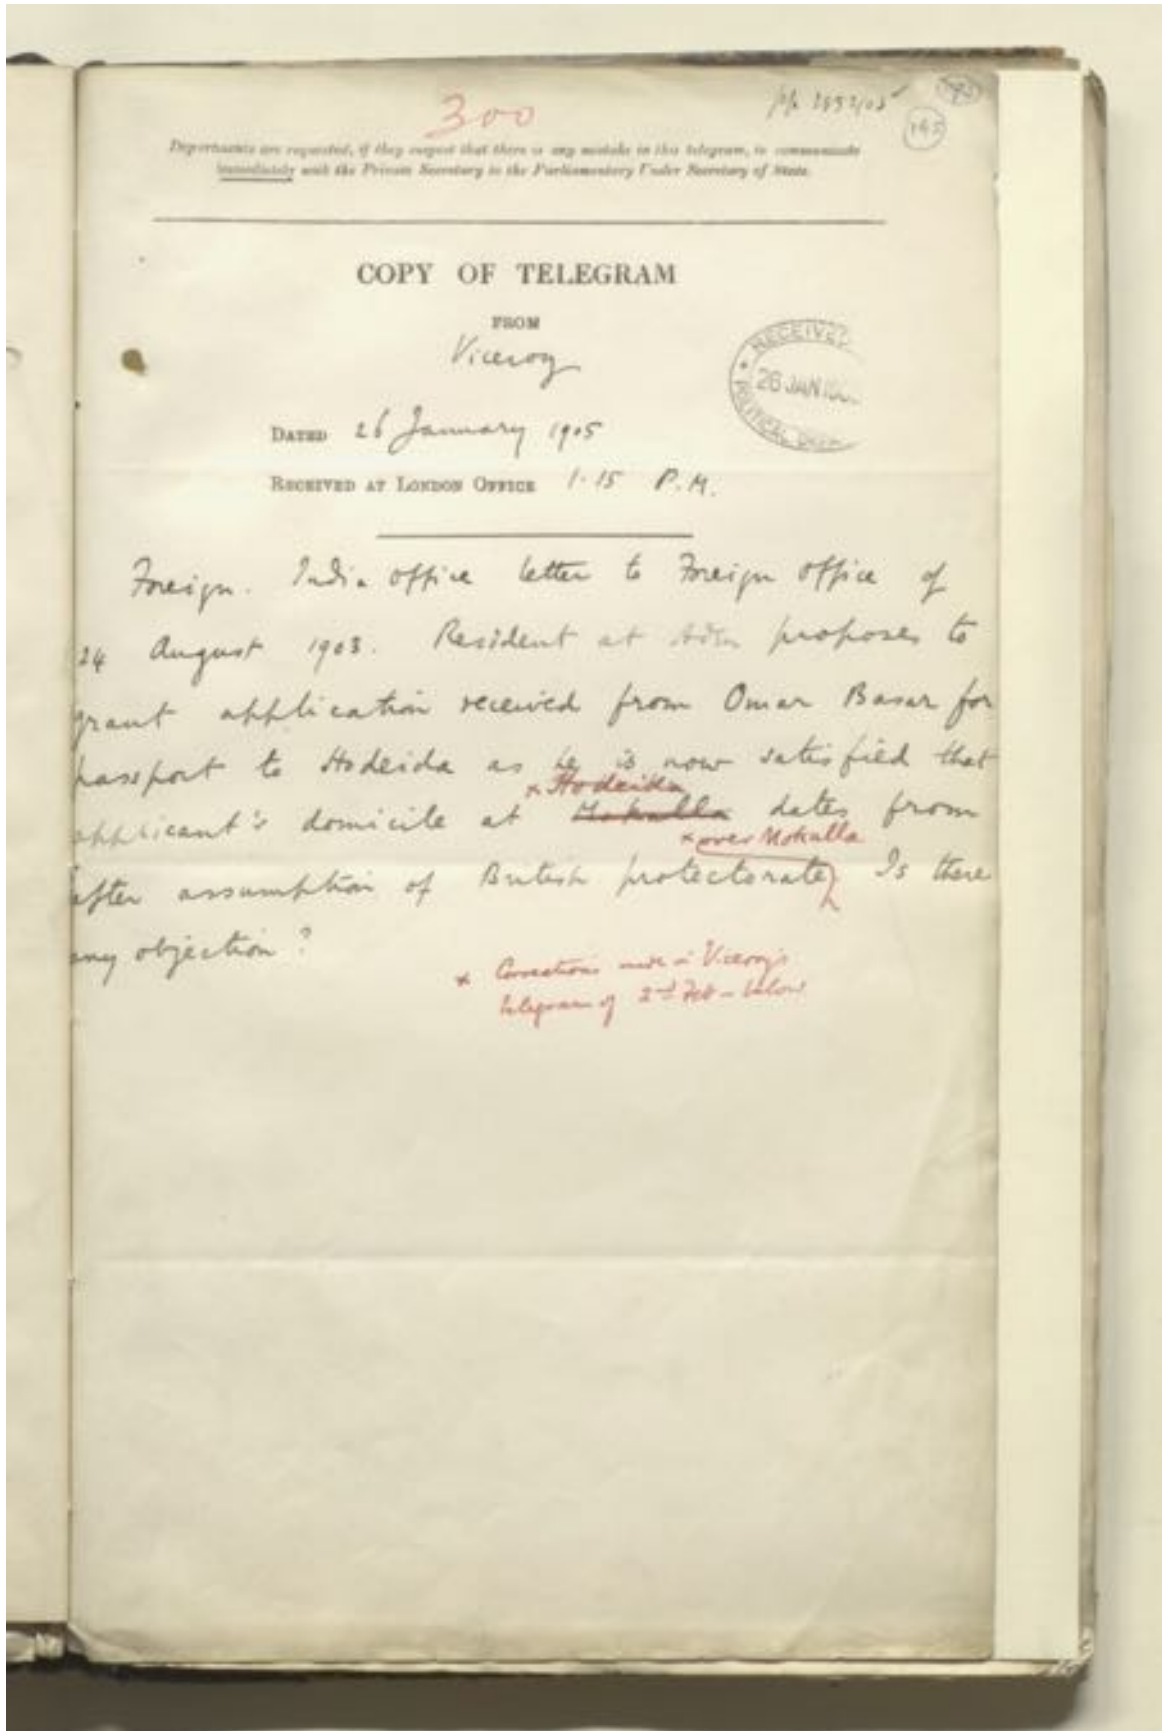 300
195
Departments are requested, if they suspect that there is any mistake in this telegram, to communicate
immediately with the Private Secretary to the Parliamentary Under Secretary of State.
COPY OF TELEGRAM
FROM
Viceroy
RECEIVED
26 JAN 190
POLITICAL
DATED 26 January 1905
RECEIVED AT LONDON OFFICE 1.15 P.M.
Foreign. India office letter to Foreign office of
24 August 1903. Resident at Aden proposes to
grant application received from Omar Basar for
passport to Hodeida as he is now satisfied that
x Hodeida
applicant's domicile at Mokalla dates from
x over Mokalla
after assumption of British protectorate Is there
any objection?
x Corrections made in Viceroy's
telegram of 2nd Feb - below